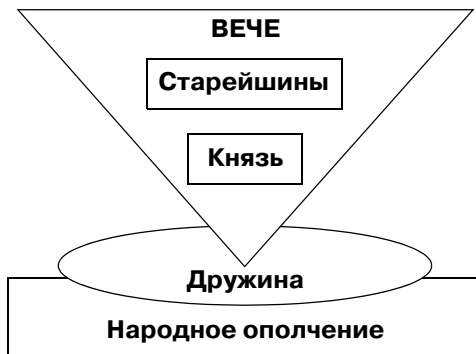 ВЕЧЕ
Старейшины
Князь
Дружина
Народное ополчение